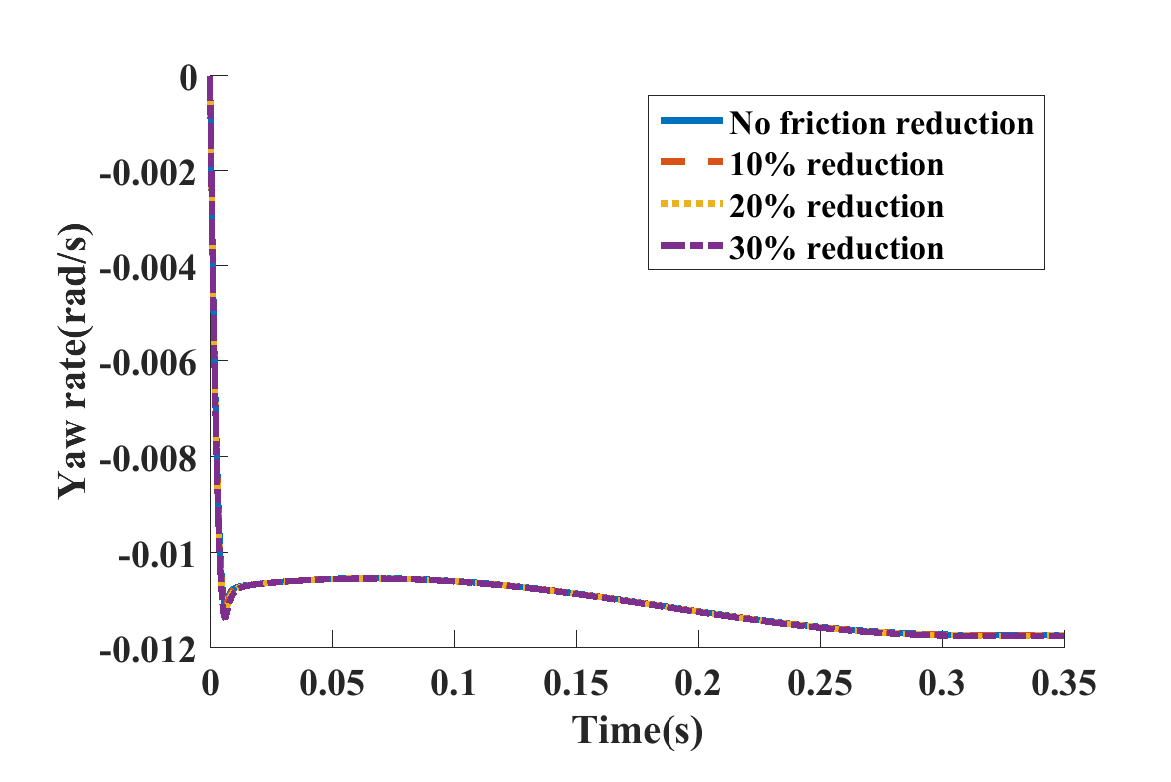 0
-0.002
-0.004
-0.006
-0.008
-0.01
-0.012
Yaw rate(rad/s)
No friction reduction
10% reduction
20% reduction
30% reduction
0 0.05 0.1 0.15 0.2 0.25 0.3 0.35
Time(s)